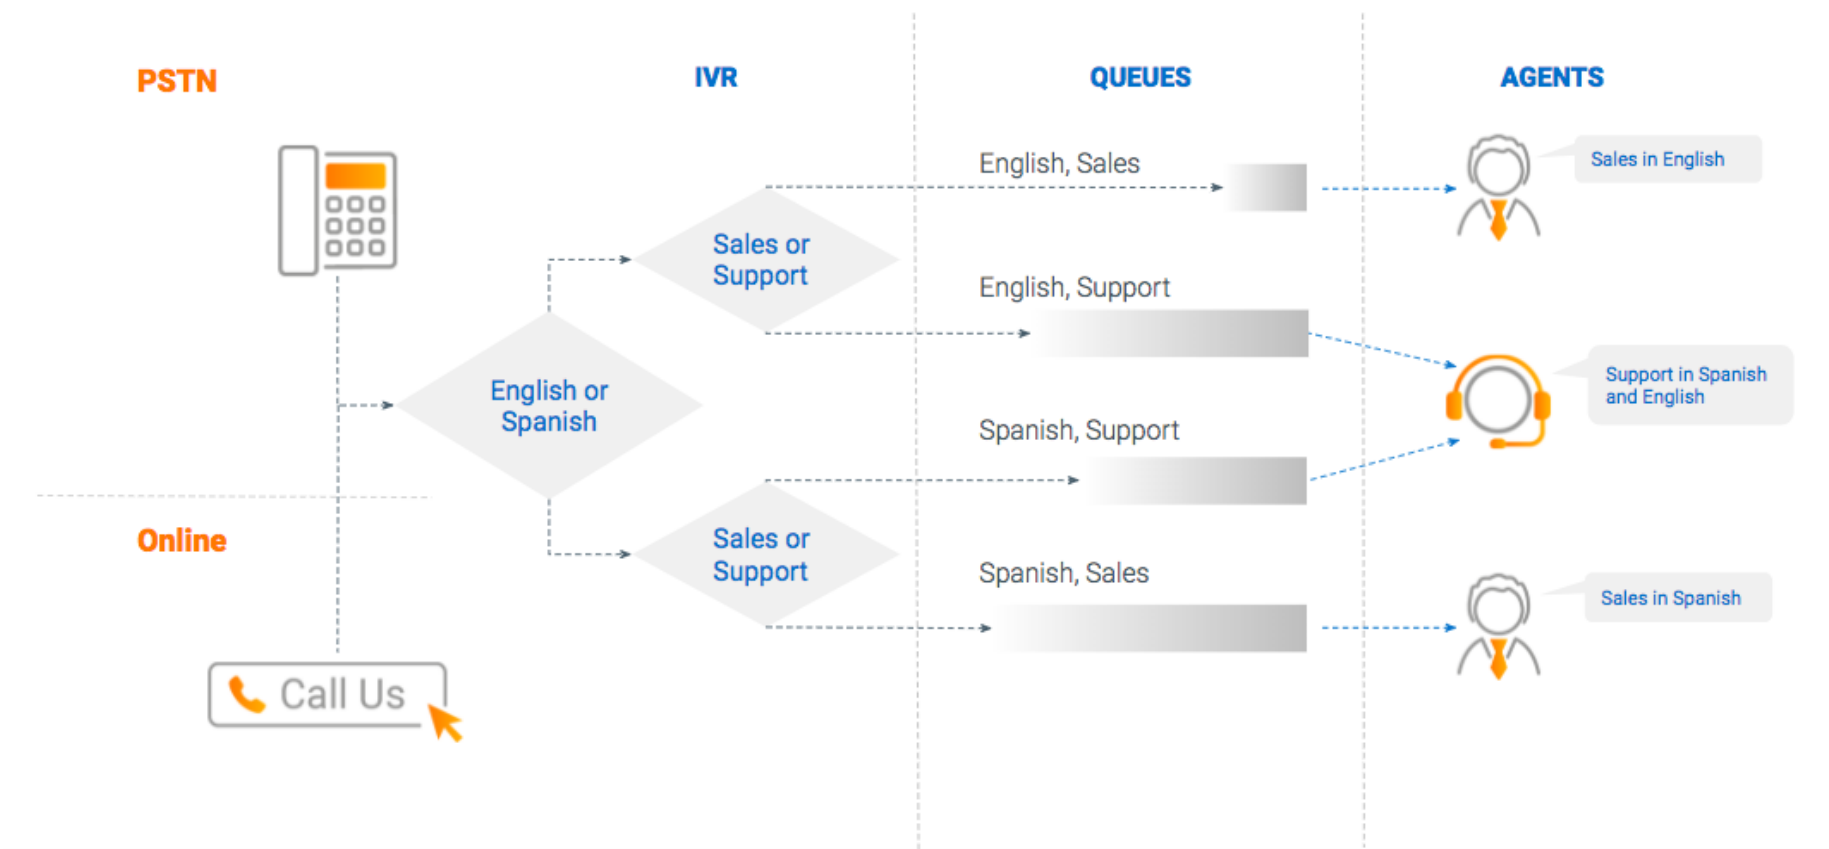 PSTN
IVR
QUEUES
AGENTS
English, Sales
Sales in English
Sales or
Support
English, Support
English or
Spanish
Support in Spanish
and English
Spanish, Support
Online
Sales or
Support
Spanish, Sales
Sales in Spanish
Call Us